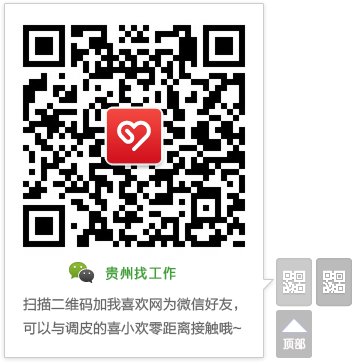 贵州找工作
扫描二维码加我喜欢网为微信好友，
可以与调皮的喜小欢零距离接触哦~
顶部